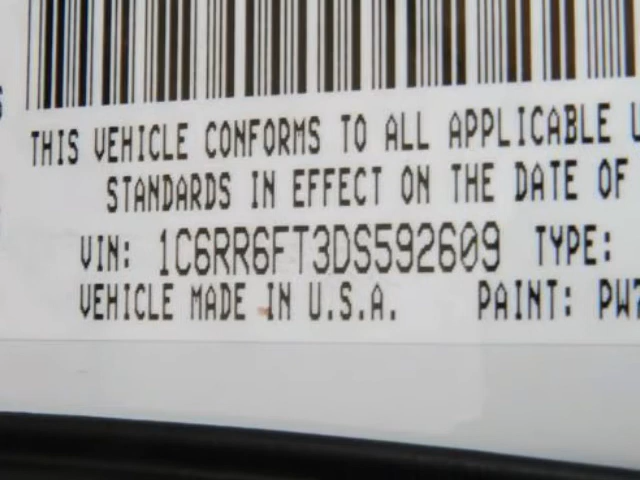 THIS VEHICLE CONFORMS TO ALL APPLICABLE
STANDARDS IN EFFECT ON THE DATE OF
VIN: 1C6RR6FT3DS592609 TYPE:
VEHICLE MADE IN U.S.A. PAINT: PW7